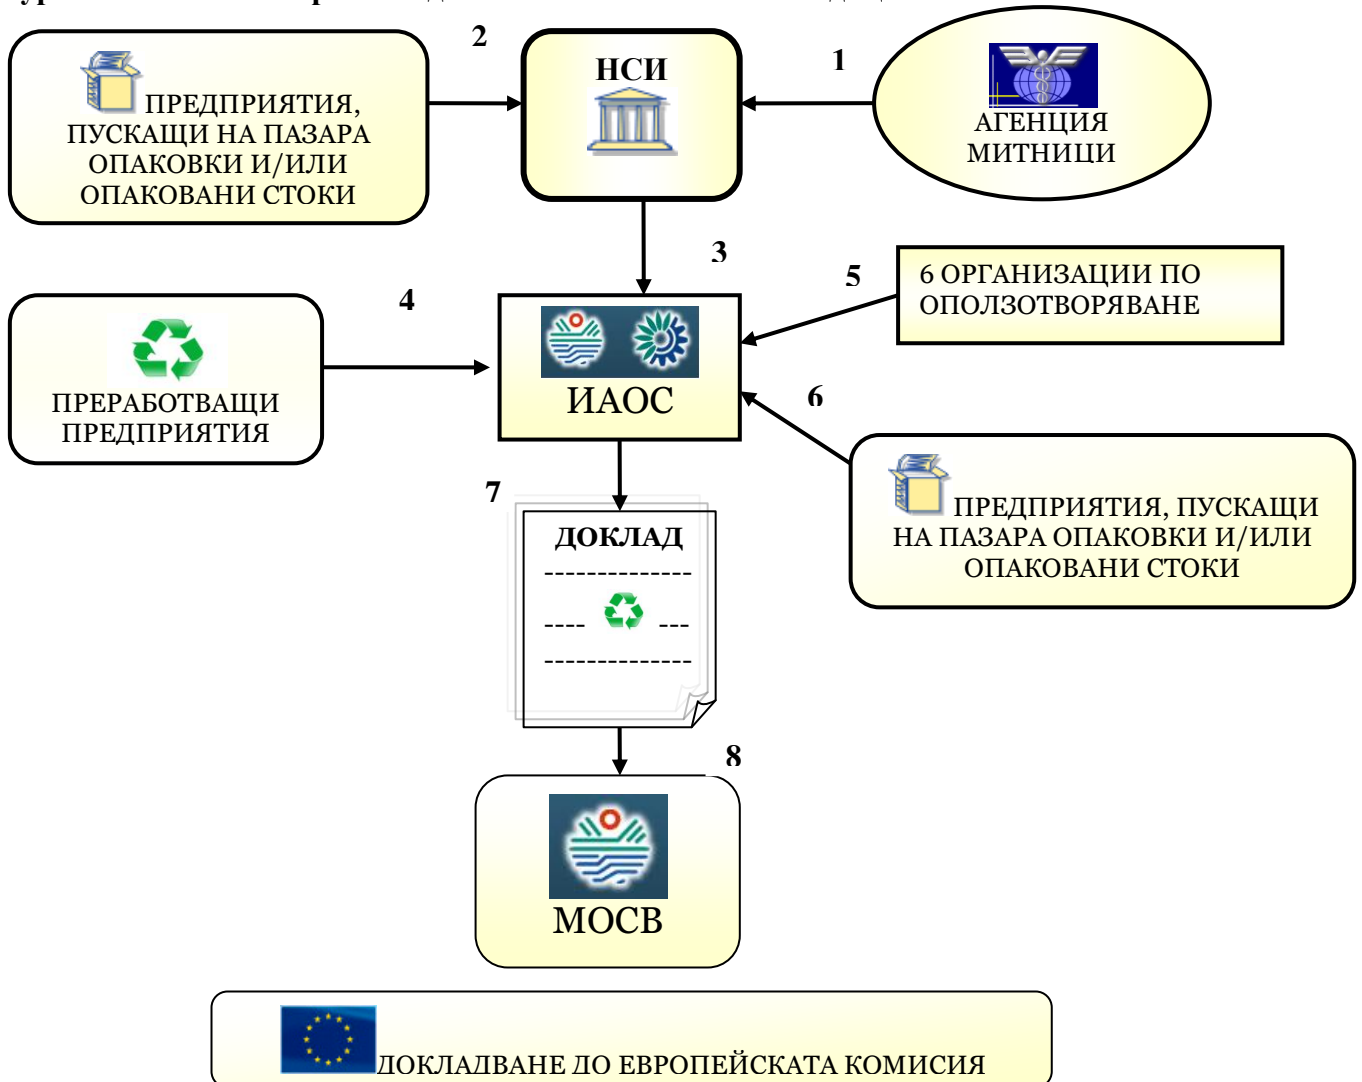 2
1
НСИ
ПРЕДПРИЯТИЯ,
ПУСКАЩИ НА ПАЗАРА
ОПАКОВКИ И/ИЛИ
ОПАКОВАНИ СТОКИ
АГЕНЦИЯ
МИТНИЦИ
3
4
5
6 ОРГАНИЗАЦИИ ПО
ОПОЛЗОТВОРЯВАНЕ
ПРЕРАБОТВАЩИ
ПРЕДПРИЯТИЯ
ИАОС
6
7
ПРЕДПРИЯТИЯ, ПУСКАЩИ
НА ПАЗАРА ОПАКОВКИ И/ИЛИ
ОПАКОВАНИ СТОКИ
ДОКЛАД
--------------
---- ---
--------------
8
МОСВ
ДОКЛАДВАНЕ ДО ЕВРОПЕЙСКАТА КОМИСИЯ